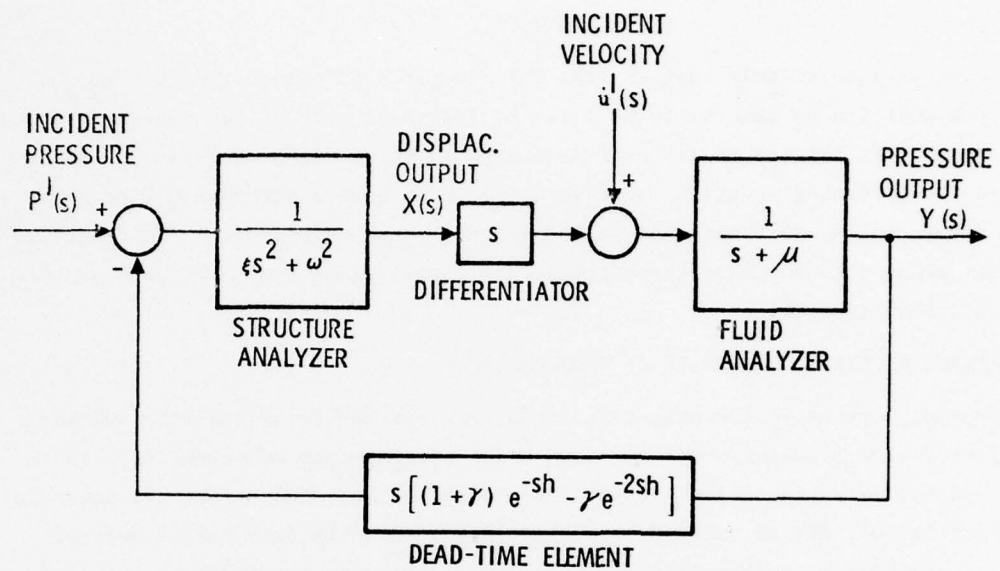 INCIDENT
VELOCITY
u̇ᴵ(s)
INCIDENT
PRESSURE
Pᴵ(s)
+
-
DISPLAC.
OUTPUT
X(s)
+
PRESSURE
OUTPUT
Y(s)
1
ξs² + ω²
s
1
s + μ
STRUCTURE
ANALYZER
DIFFERENTIATOR
FLUID
ANALYZER
s[(1+γ) e^-sh - γe^-2sh]
DEAD-TIME ELEMENT